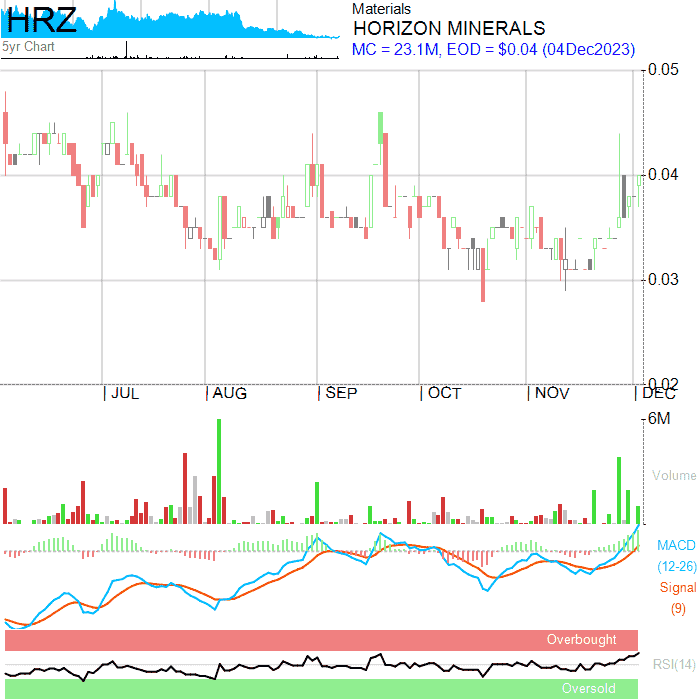 HRZ
5yr Chart
Materials
HORIZON MINERALS
MC = 23.1M, EOD = $0.04 (04Dec2023)
0.05
0.04
0.03
0.02
JUL AUG SEP OCT NOV DEC
6M
Volume
MACD
(12-26)
Signal
(9)
Overbought
RSI(14)
Oversold